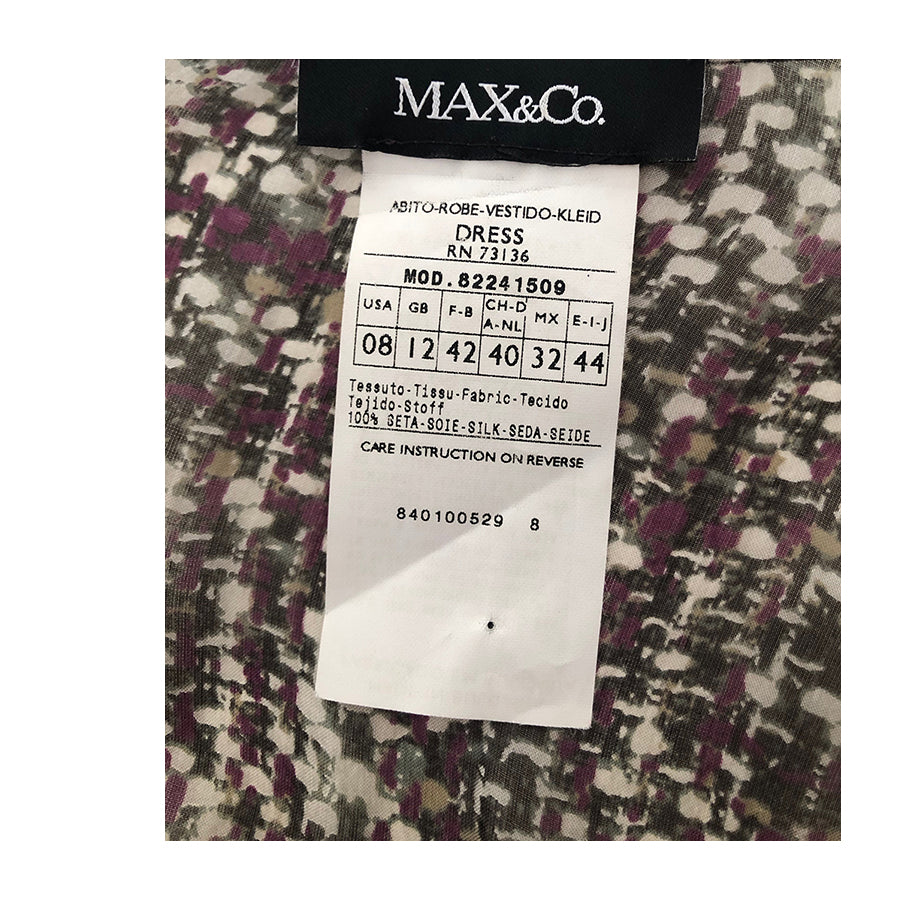 MAX&Co.
ABITO-ROBE-VESTIDO-KLEID
DRESS
RN 73136
MOD.82241509
USA GB F-B CH-D A-NL MX E-I-J
08 12 42 40 32 44
Tessuto-Tissu-Fabric-Tecido
Tejido-Stoff
100% SETA-SOIE-SILK-SEDA-SEIDE
CARE INSTRUCTION ON REVERSE
840100529 8